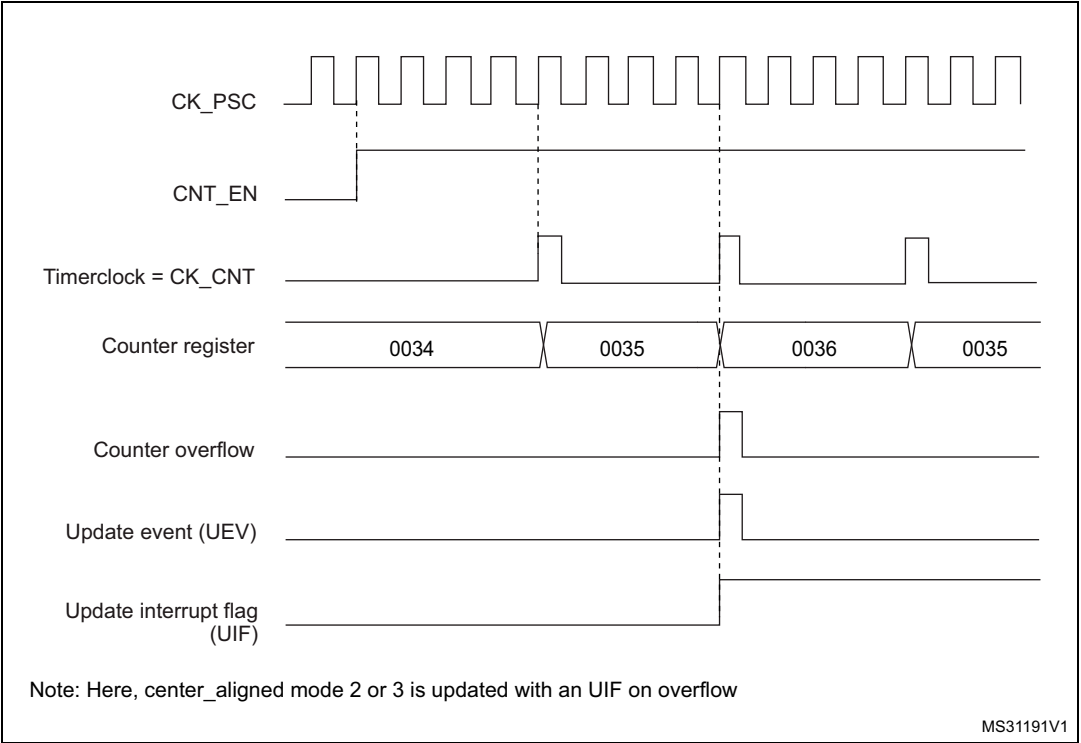 CK_PSC
CNT_EN
Timerclock = CK_CNT
Counter register
0034 0035 0036 0035
Counter overflow
Update event (UEV)
Update interrupt flag
(UIF)
Note: Here, center_aligned mode 2 or 3 is updated with an UIF on overflow
MS31191V1